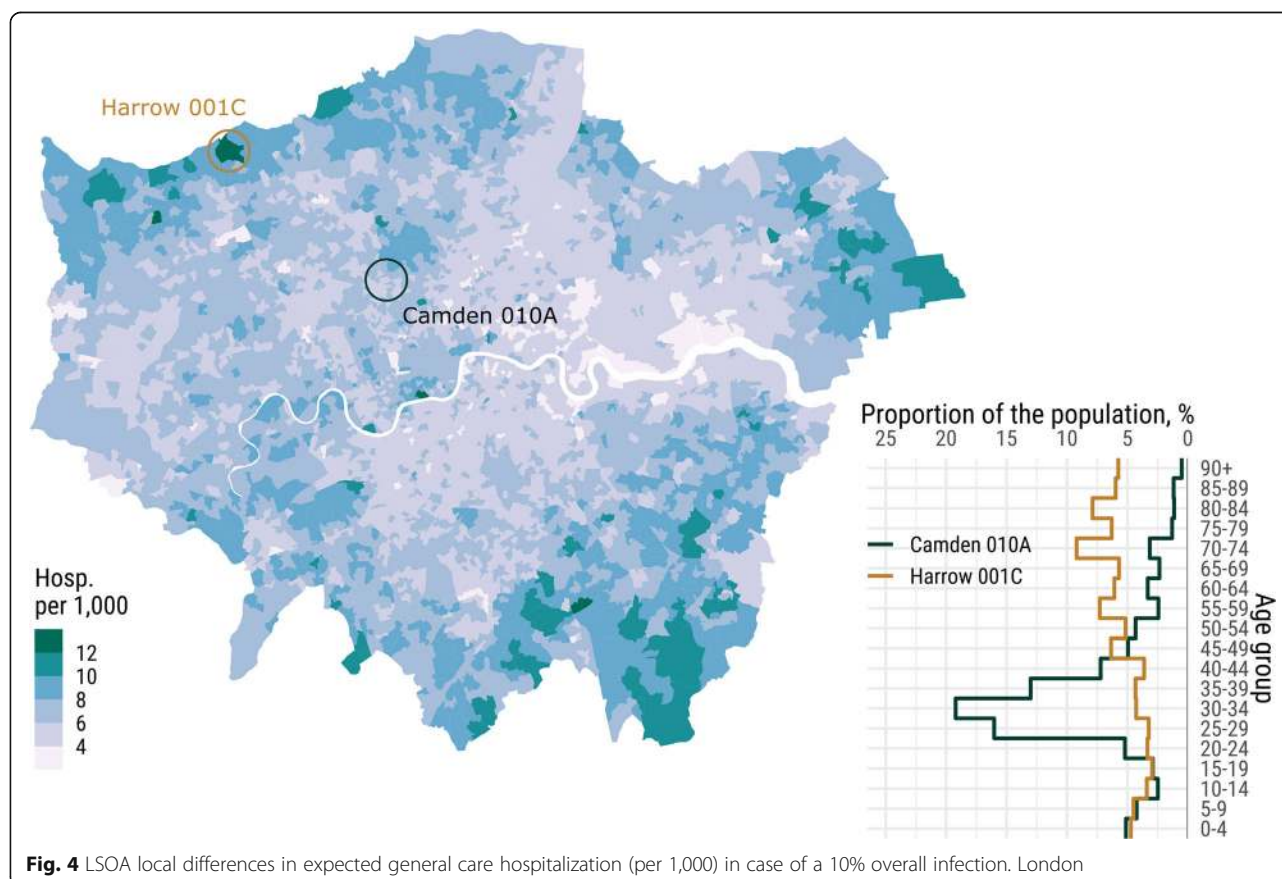 Harrow 001C
Camden 010A
Hosp.
per 1,000
12
10
8
6
4
Proportion of the population, %
25 20 15 10 5 0
Camden 010A
Harrow 001C
90+
85-89
80-84
75-79
70-74
65-69
60-64
55-59
50-54
45-49
40-44
35-39
30-34
25-29
20-24
15-19
10-14
5-9
0-4
Age group
Fig. 4 LSOA local differences in expected general care hospitalization (per 1,000) in case of a 10% overall infection. London